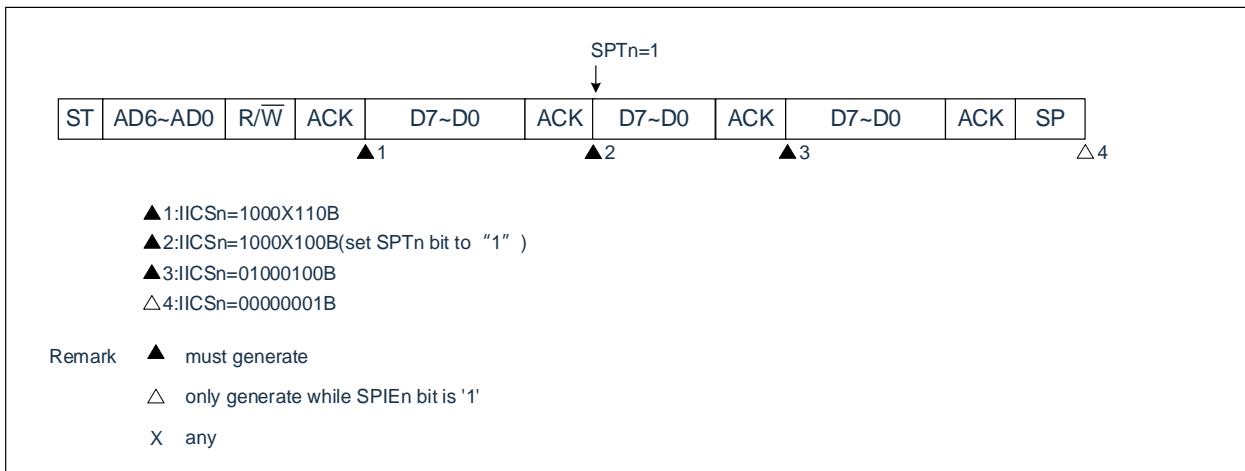 SPTn=1
ST AD6~AD0 R/W ACK D7~D0 ACK D7~D0 ACK D7~D0 ACK SP
▲1 ▲2 ▲3 △4
▲1:IICSn=1000X110B
▲2:IICSn=1000X100B(set SPTn bit to “1” )
▲3:IICSn=01000100B
△4:IICSn=00000001B
Remark ▲ must generate
△ only generate while SPIEn bit is '1'
X any